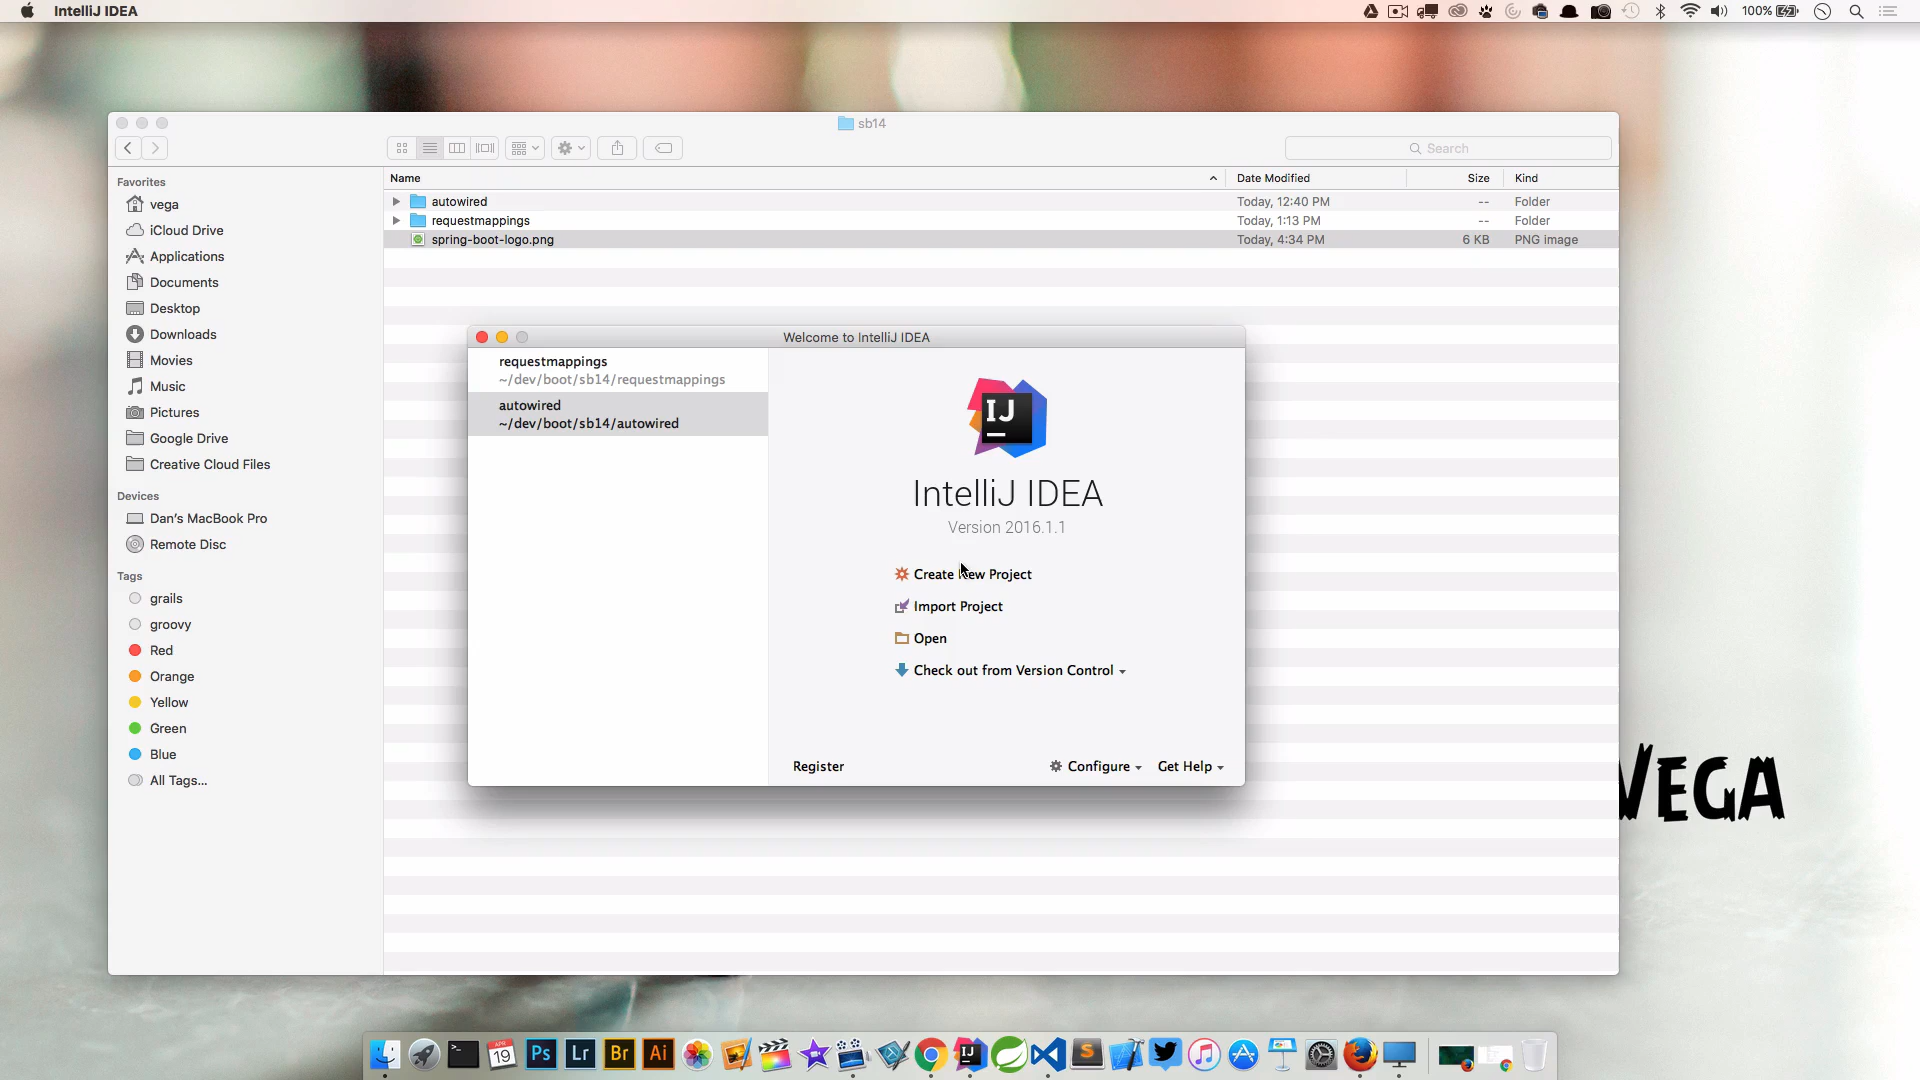 IntelliJ IDEA
100%
sb14
Search
Name
Date Modified
Size
Kind
autowired
Today, 12:40 PM
--
Folder
requestmappings
Today, 1:13 PM
--
Folder
spring-boot-logo.png
Today, 4:34 PM
6 KB
PNG image
Favorites
vega
iCloud Drive
Applications
Documents
Desktop
Downloads
Movies
Music
Pictures
Google Drive
Creative Cloud Files
Devices
Dan's MacBook Pro
Remote Disc
Tags
grails
groovy
Red
Orange
Yellow
Green
Blue
All Tags...
Welcome to IntelliJ IDEA
requestmappings
~/dev/boot/sb14/requestmappings
autowired
~/dev/boot/sb14/autowired
IJ
IntelliJ IDEA
Version 2016.1.1
Create New Project
Import Project
Open
Check out from Version Control
Register
Configure
Get Help
VEGA
APR
19
Ps
Lr
Br
Ai
IJ
S